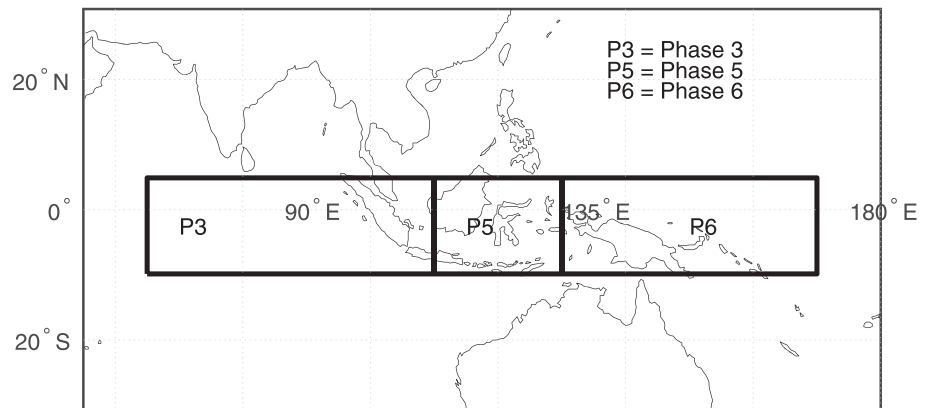 P3 = Phase 3
P5 = Phase 5
P6 = Phase 6
20°N
0°
90°E
135°E
180°E
P3
P5
P6
20°S